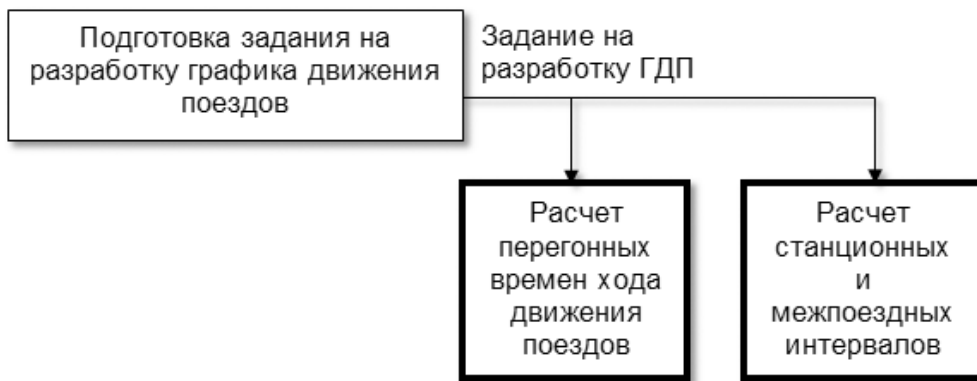 Подготовка задания на
разработку графика движения
поездов
Задание на
разработку ГДП
Расчет
перегонных
времен хода
движения
поездов
Расчет
станционных
и
межпоездных
интервалов